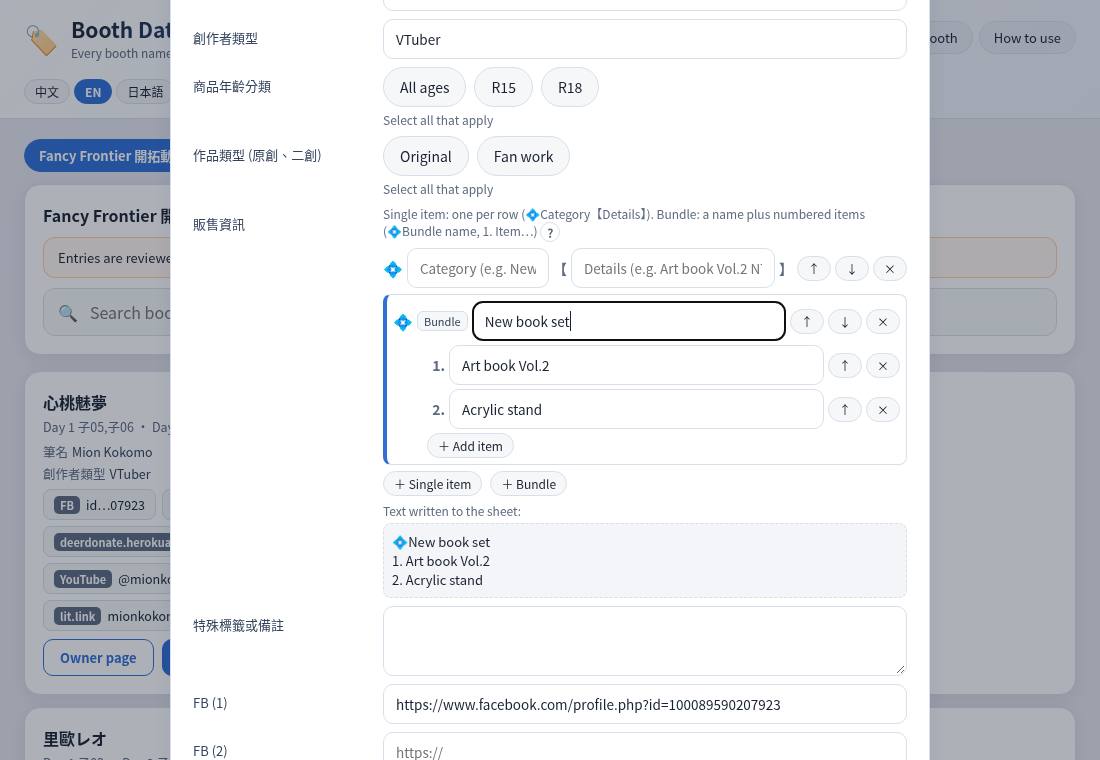 Booth Dat
Every booth name
ooth
How to use
中文
EN
日本語
Fancy Frontier 開拓動
Fancy Frontier 開
Entries are reviewe
Search boo
心桃魅夢
Day 1 子05,子06 • Day
筆名 Mion Kokomo
創作者類型 VTuber
FB id…07923
deerdonate.herokua
YouTube @mionko
lit.link mionkokor
Owner page
里歐レオ
創作者類型
VTuber
商品年齡分類
All ages
R15
R18
Select all that apply
作品類型 (原創、二創)
Original
Fan work
Select all that apply
販售資訊
Single item: one per row (💠Category【Details】). Bundle: a name plus numbered items
(💠Bundle name, 1. Item…) ?
💠 Category (e.g. New 【 Details (e.g. Art book Vol.2 N 】 ↑ ↓ ×
💠 Bundle New book set ↑ ↓ ×
1. Art book Vol.2 ↑ ×
2. Acrylic stand ↑ ×
＋ Add item
＋ Single item
＋ Bundle
Text written to the sheet:
💠New book set
1. Art book Vol.2
2. Acrylic stand
特殊標籤或備註
FB (1)
https://www.facebook.com/profile.php?id=100089590207923
FB (2)
https://